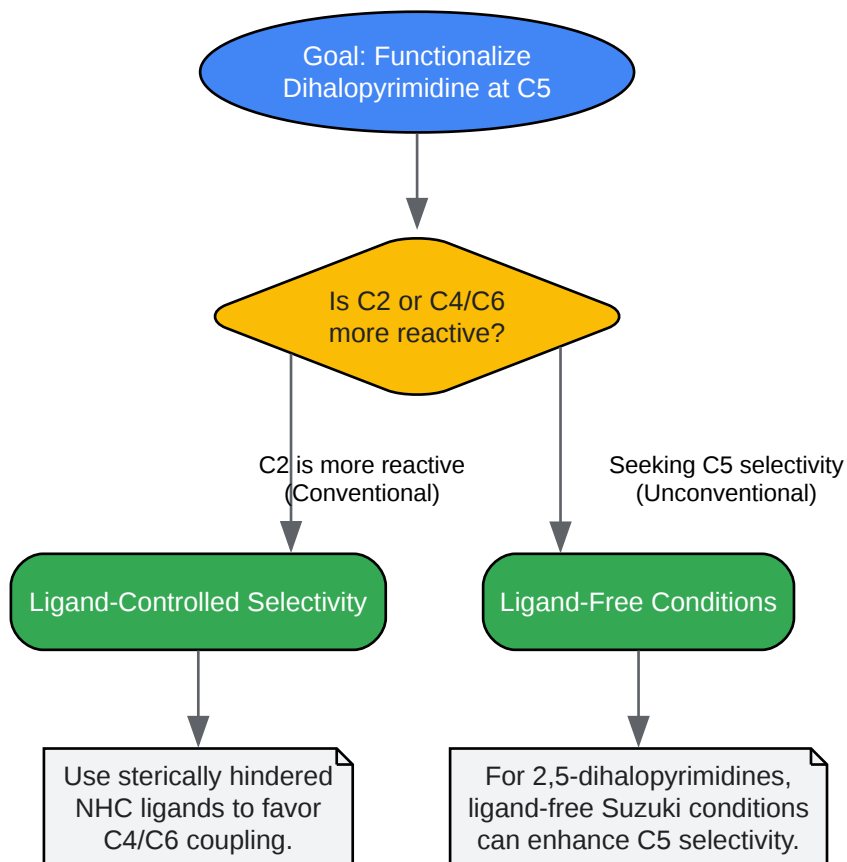 Goal: Functionalize
Dihalopyrimidine at C5
Is C2 or C4/C6
more reactive?
C2 is more reactive
(Conventional)
Seeking C5 selectivity
(Unconventional)
Ligand-Controlled Selectivity
Ligand-Free Conditions
Use sterically hindered
NHC ligands to favor
C4/C6 coupling.
For 2,5-dihalopyrimidines,
ligand-free Suzuki conditions
can enhance C5 selectivity.